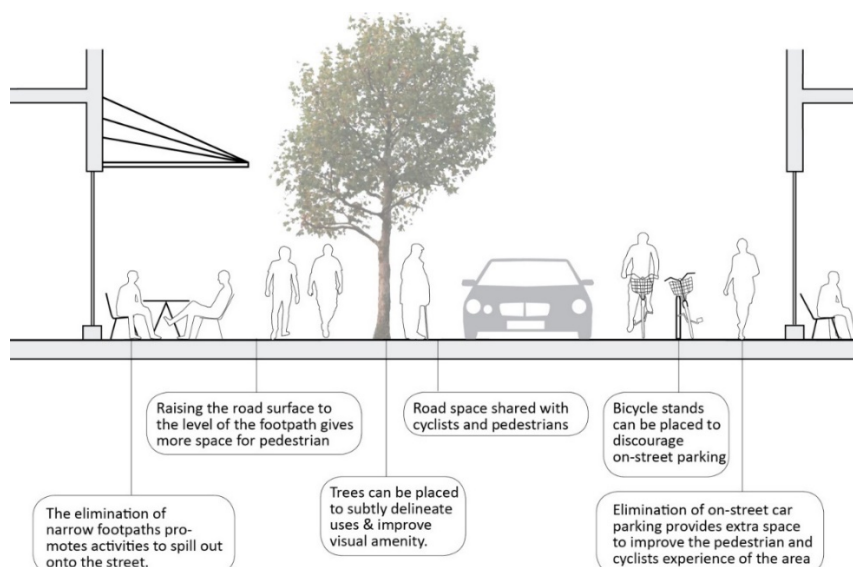 Raising the road surface to
the level of the footpath gives
more space for pedestrian
Road space shared with
cyclists and pedestrians
Bicycle stands
can be placed to
discourage
on-street parking
The elimination of
narrow footpaths pro-
motes activities to spill out
onto the street.
Trees can be placed
to subtly delineate
uses & improve
visual amenity.
Elimination of on-street car
parking provides extra space
to improve the pedestrian and
cyclists experience of the area